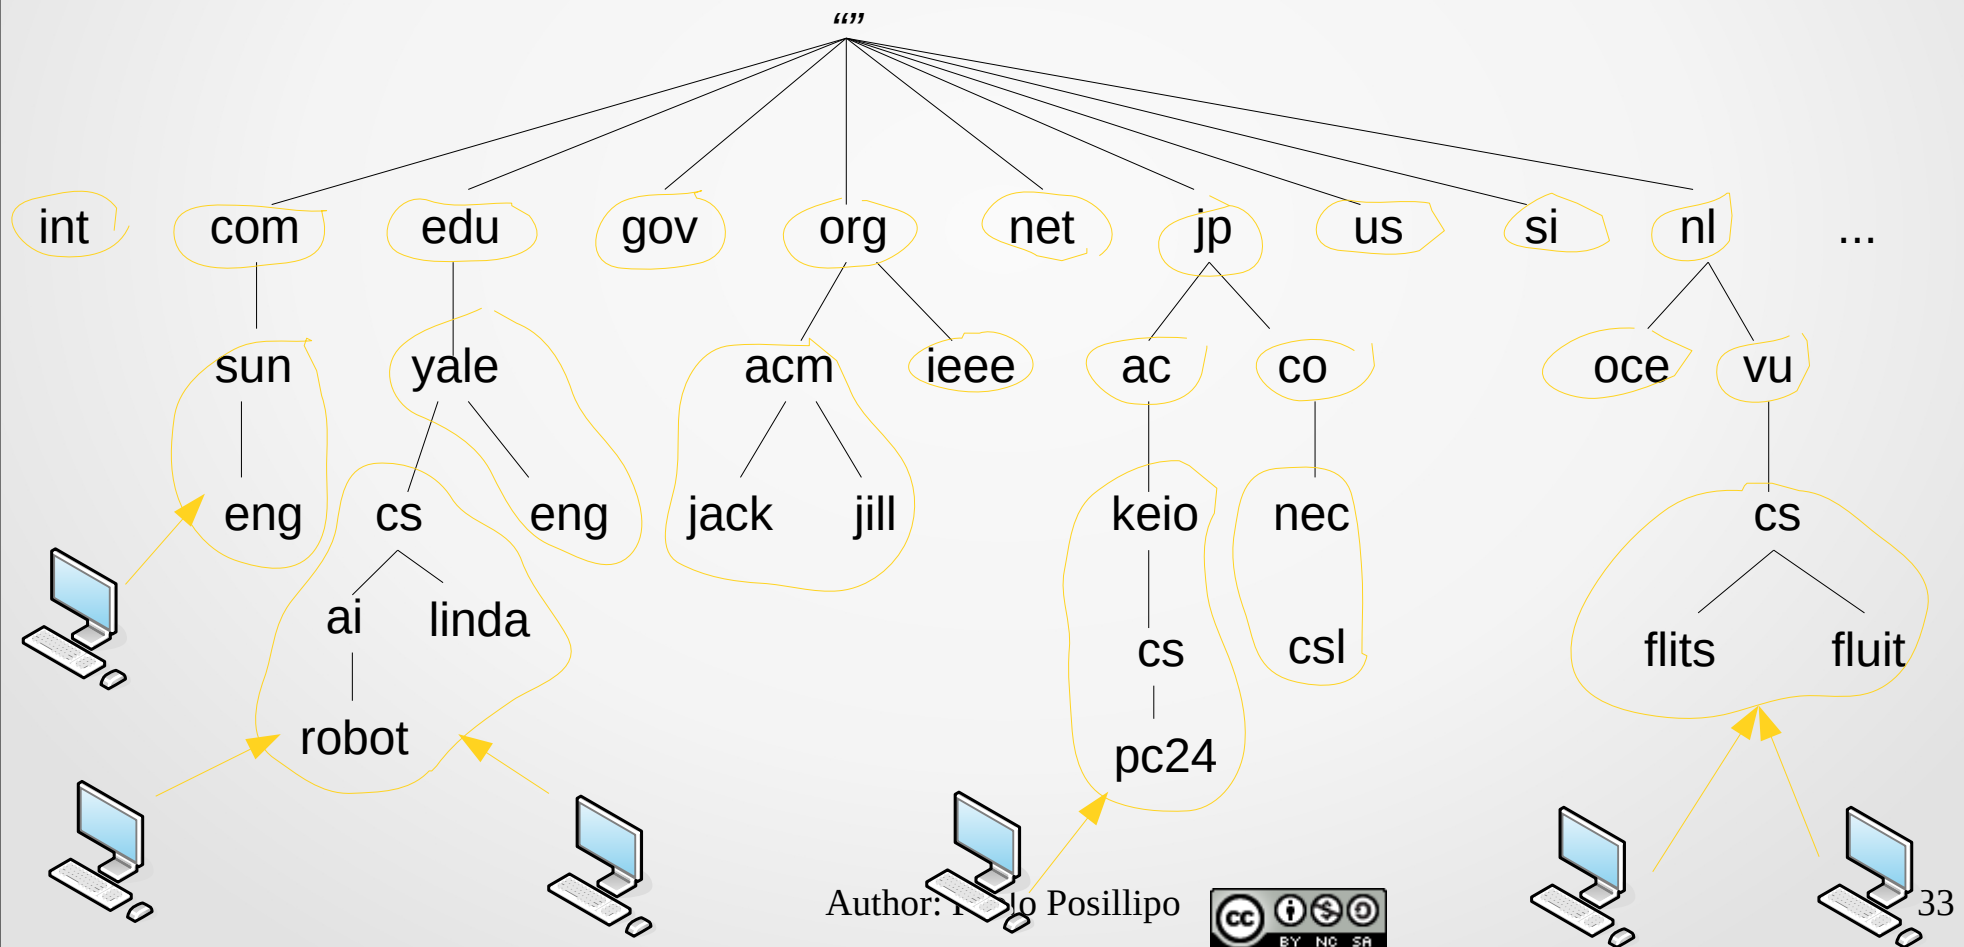 “”
int com edu gov org net jp us si nl ...
sun yale acm ieee ac co oce vu
eng cs eng jack jill keio nec cs
ai linda cs csl flits fluit
robot pc24
Author: Posillipo
cc BY NC SA
33